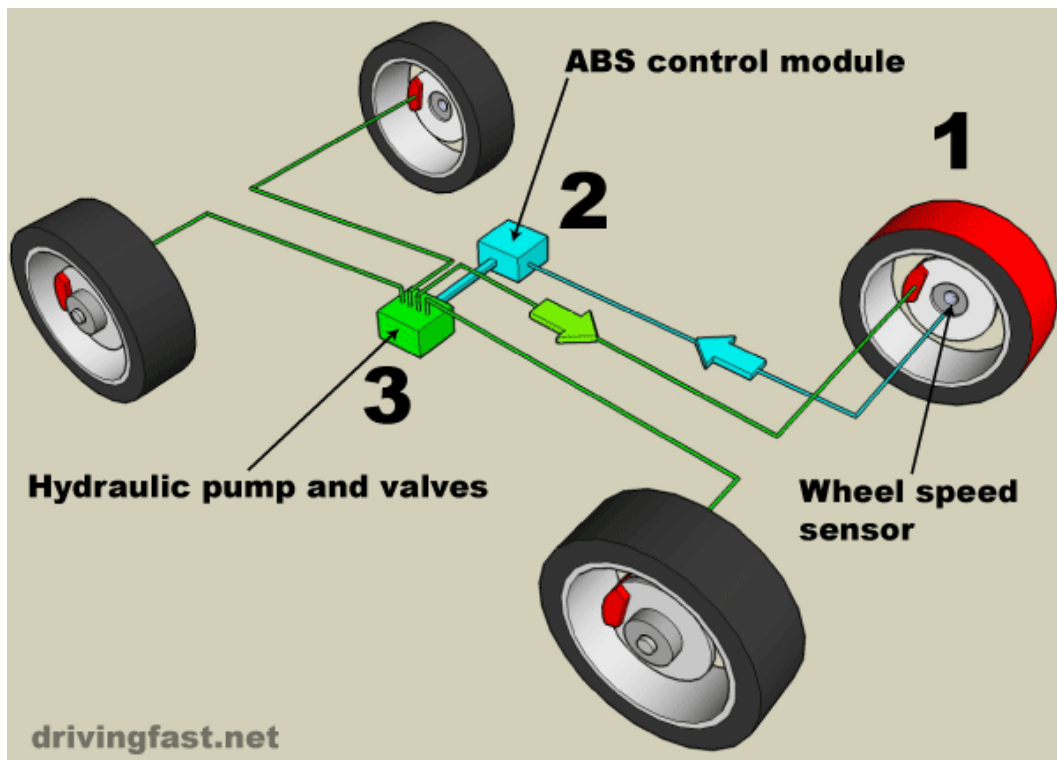 ABS control module
1
2
3
Hydraulic pump and valves
Wheel speed
sensor
drivingfast.net